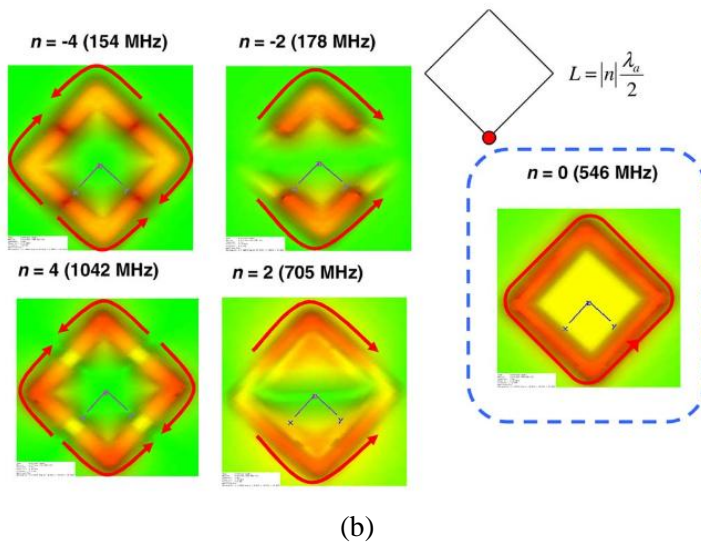 n = -4 (154 MHz)
n = -2 (178 MHz)
L = |n| λa/2
n = 0 (546 MHz)
n = 4 (1042 MHz)
n = 2 (705 MHz)
x
y
x
y
(b)